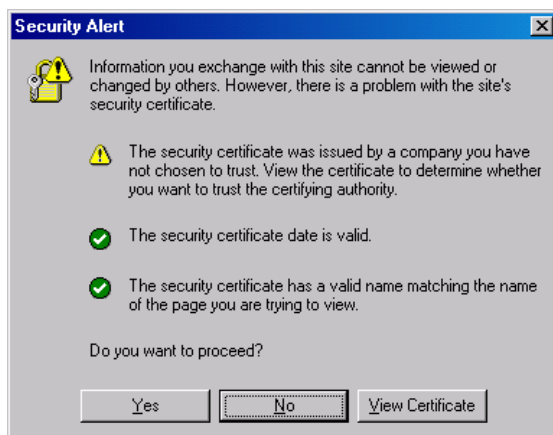 Security Alert
Information you exchange with this site cannot be viewed or
changed by others. However, there is a problem with the site's
security certificate.
The security certificate was issued by a company you have
not chosen to trust. View the certificate to determine whether
you want to trust the certifying authority.
The security certificate date is valid.
The security certificate has a valid name matching the name
of the page you are trying to view.
Do you want to proceed?
Yes No View Certificate